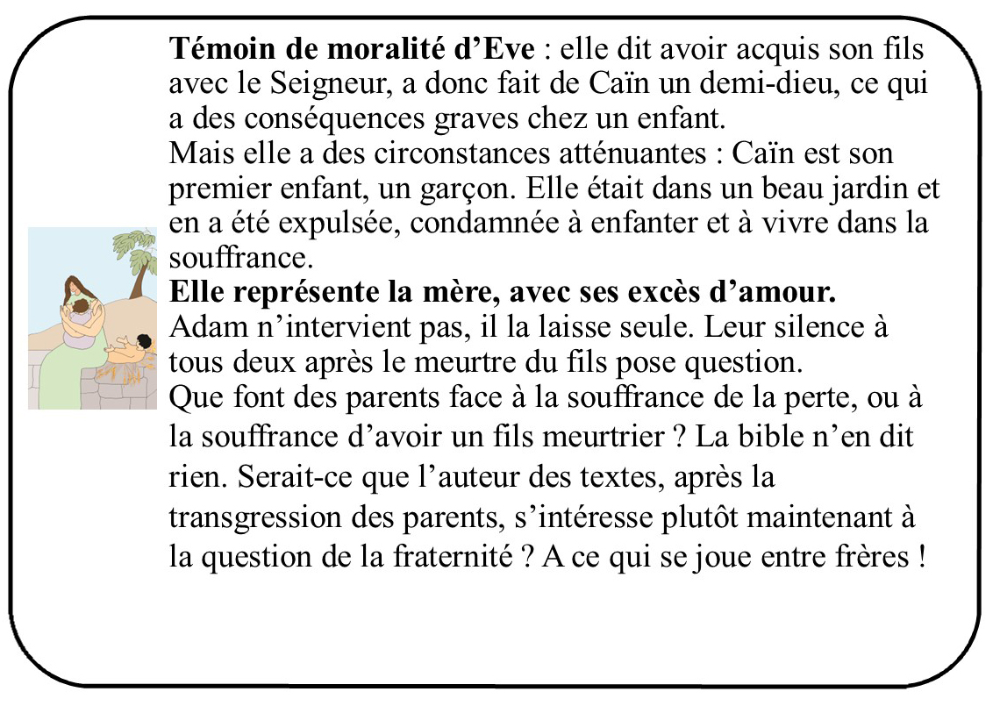 Témoin de moralité d’Eve : elle dit avoir acquis son fils
avec le Seigneur, a donc fait de Caïn un demi-dieu, ce qui
a des conséquences graves chez un enfant.
Mais elle a des circonstances atténuantes : Caïn est son
premier enfant, un garçon. Elle était dans un beau jardin et
en a été expulsée, condamnée à enfanter et à vivre dans la
souffrance.
Elle représente la mère, avec ses excès d’amour.
Adam n’intervient pas, il la laisse seule. Leur silence à
tous deux après le meurtre du fils pose question.
Que font des parents face à la souffrance de la perte, ou à
la souffrance d’avoir un fils meurtrier ? La bible n’en dit
rien. Serait-ce que l’auteur des textes, après la
transgression des parents, s’intéresse plutôt maintenant à
la question de la fraternité ? A ce qui se joue entre frères !